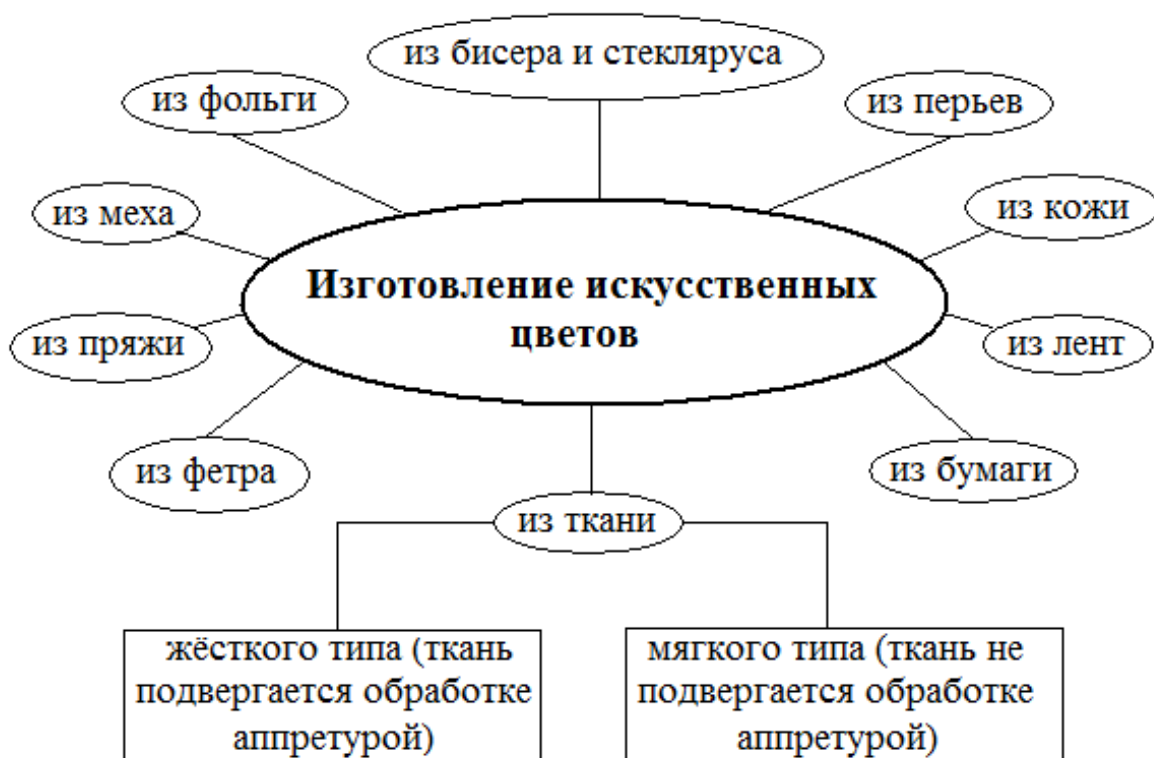 из бисера и стекляруса
из фольги
из перьев
из меха
из кожи
Изготовление искусственных
цветов
из пряжи
из лент
из фетра
из бумаги
из ткани
жёсткого типа (ткань
подвергается обработке
аппретурой)
мягкого типа (ткань не
подвергается обработке
аппретурой)